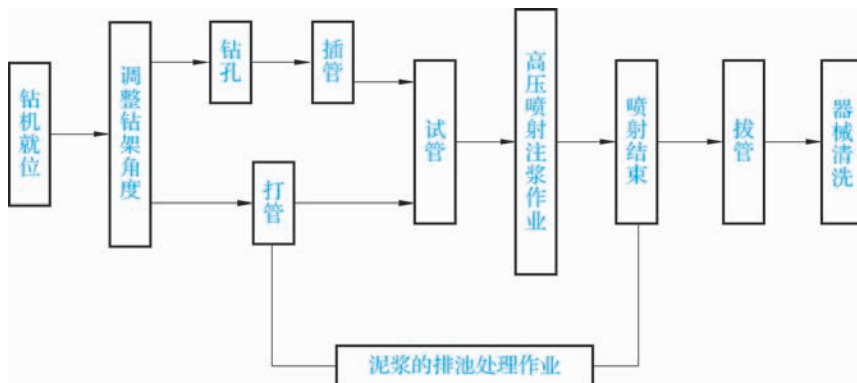 钻机就位
调整钻架角度
钻孔
插管
打管
试管
高压喷射注浆作业
喷射结束
拔管
器械清洗
泥浆的排池处理作业